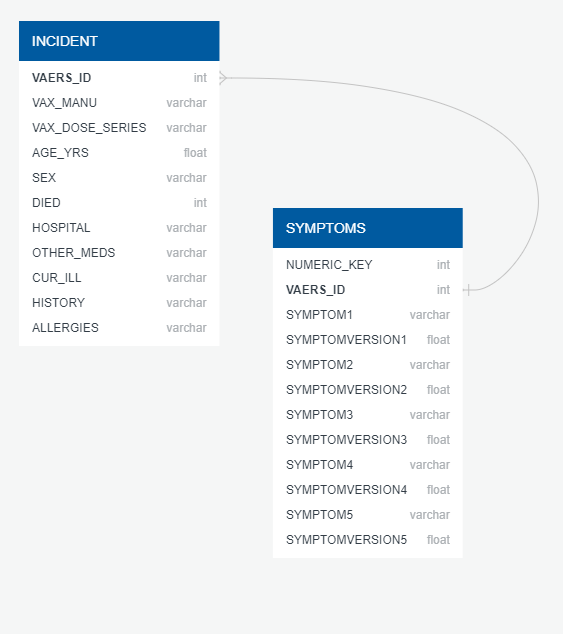 INCIDENT
VAERS_ID int
VAX_MANU varchar
VAX_DOSE_SERIES varchar
AGE_YRS float
SEX varchar
DIED int
HOSPITAL varchar
OTHER_MEDS varchar
CUR_ILL varchar
HISTORY varchar
ALLERGIES varchar
SYMPTOMS
NUMERIC_KEY int
VAERS_ID int
SYMPTOM1 varchar
SYMPTOMVERSION1 float
SYMPTOM2 varchar
SYMPTOMVERSION2 float
SYMPTOM3 varchar
SYMPTOMVERSION3 float
SYMPTOM4 varchar
SYMPTOMVERSION4 float
SYMPTOM5 varchar
SYMPTOMVERSION5 float